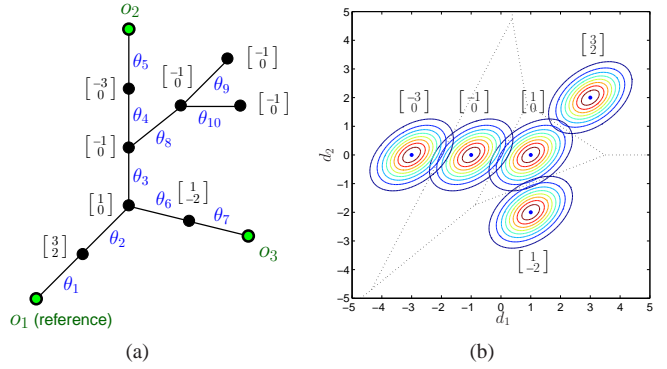 o₂
θ₅
[−3 0]
[−1 0]
θ₉
[−1 0]
θ₄
θ₁₀
[−1 0]
θ₈
[−1 0]
θ₃
[1 0]
θ₆
[1 −2]
θ₇
θ₂
[3 2]
θ₁
o₃
o₁ (reference)
(a)
5
4
3
2
1
0
−1
−2
−3
−4
−5
d₂
[3 2]
[−3 0]
[−1 0]
[1 0]
[1 −2]
−5 −4 −3 −2 −1 0 1 2 3 4 5
d₁
(b)